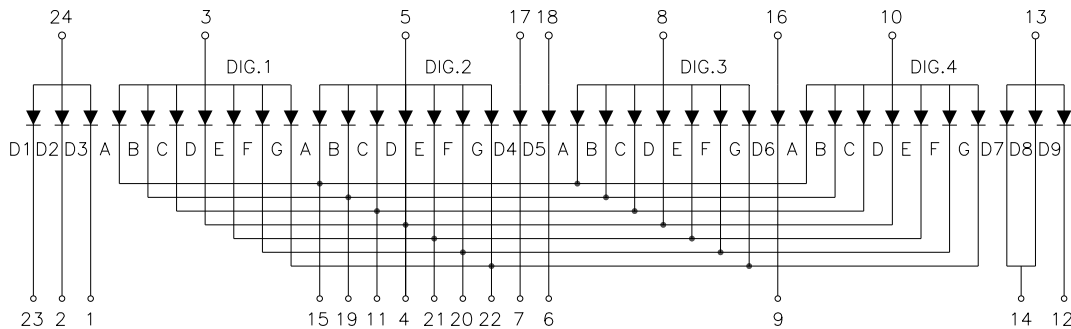 24 3 5 17 18 8 16 10 13
DIG.1 DIG.2 DIG.3 DIG.4
D1 D2 D3 A B C D E F G A B C D E F G D4 D5 A B C D E F G D6 A B C D E F G D7 D8 D9
23 2 1 15 19 11 4 21 20 22 7 6 9 14 12